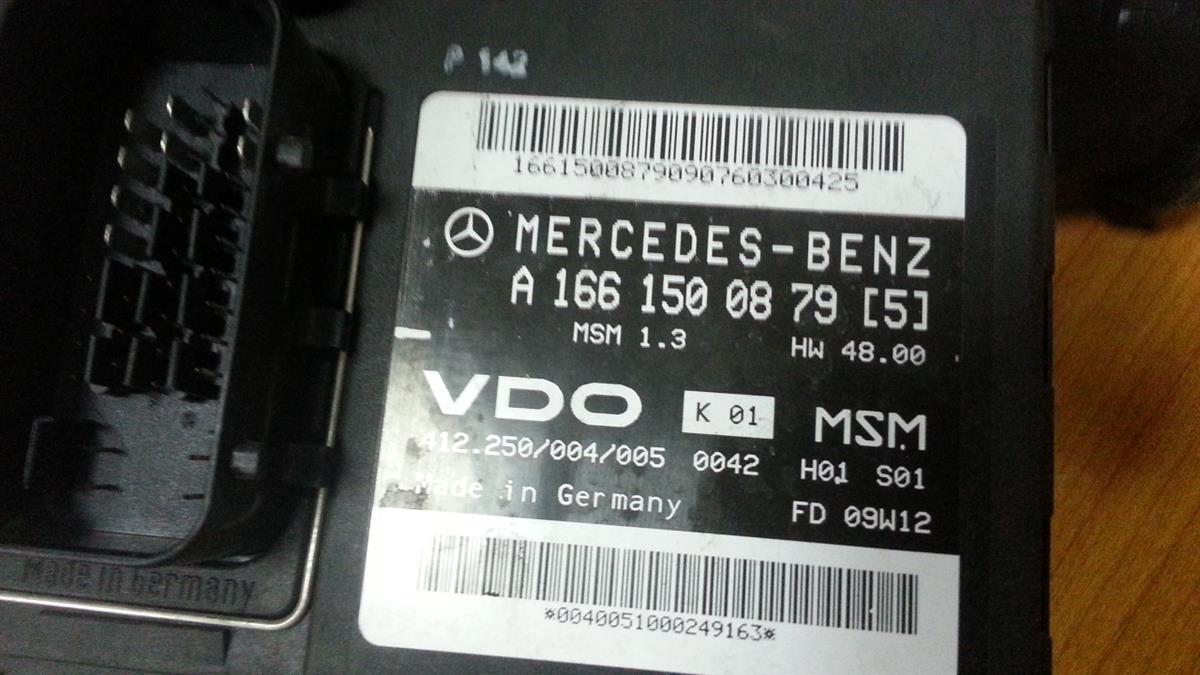 P 142
1661500879090760300425
MERCEDES-BENZ
A 166 150 08 79 [5]
MSM 1.3 HW 48.00
VDO K 01 MSM
412.250/004/005 0042 H01 S01
Made in Germany FD 09W12
*0040051000249163*
Made in Germany